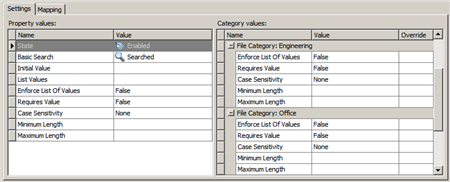 Settings Mapping
Property values:
Name Value
State Enabled
Basic Search Searched
Initial Value
List Values
Enforce List Of Values False
Requires Value False
Case Sensitivity None
Minimum Length
Maximum Length
Category values:
Name Value Override
File Category: Engineering
Enforce List Of Values False
Requires Value False
Case Sensitivity None
Minimum Length
Maximum Length
File Category: Office
Enforce List Of Values False
Requires Value False
Case Sensitivity None
Minimum Length
Maximum Length